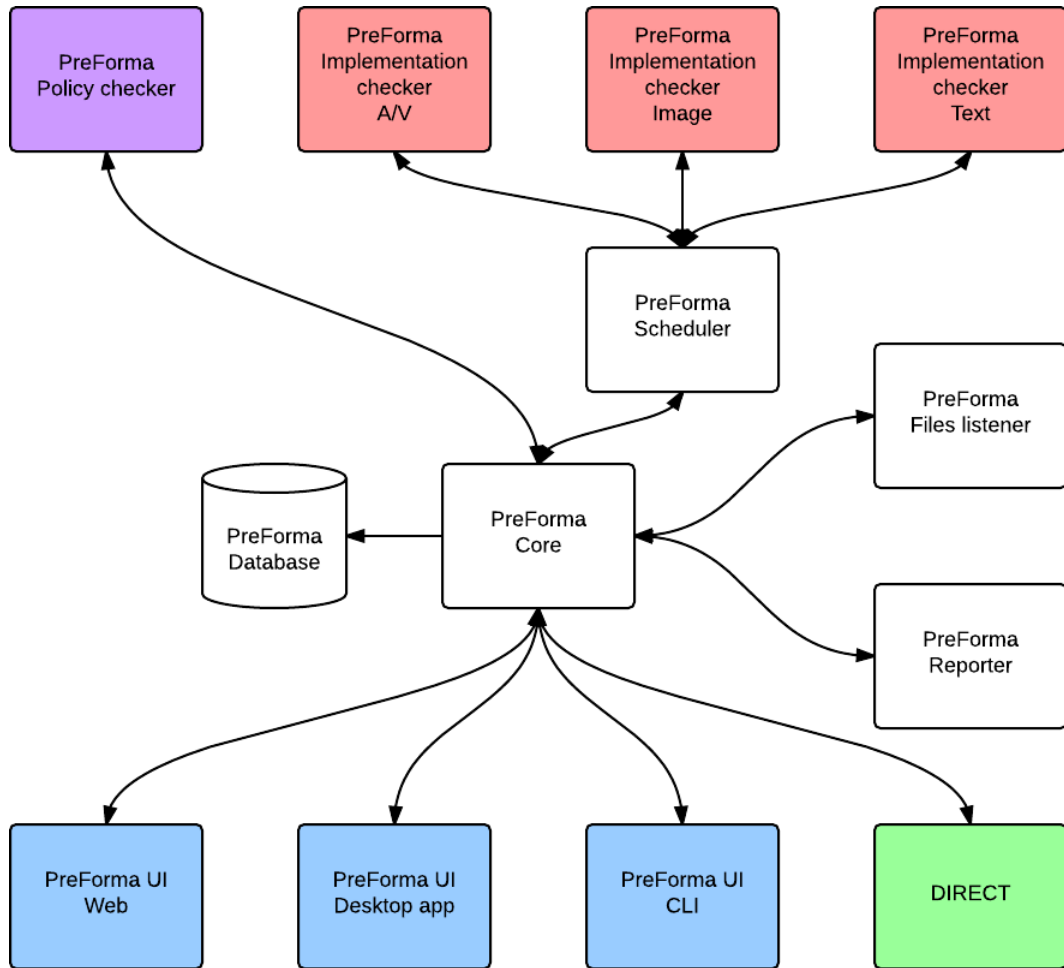 PreForma
Policy checker
PreForma
Implementation
checker
A/V
PreForma
Implementation
checker
Image
PreForma
Implementation
checker
Text
PreForma
Scheduler
PreForma
Files listener
PreForma
Database
PreForma
Core
PreForma
Reporter
PreForma UI
Web
PreForma UI
Desktop app
PreForma UI
CLI
DIRECT